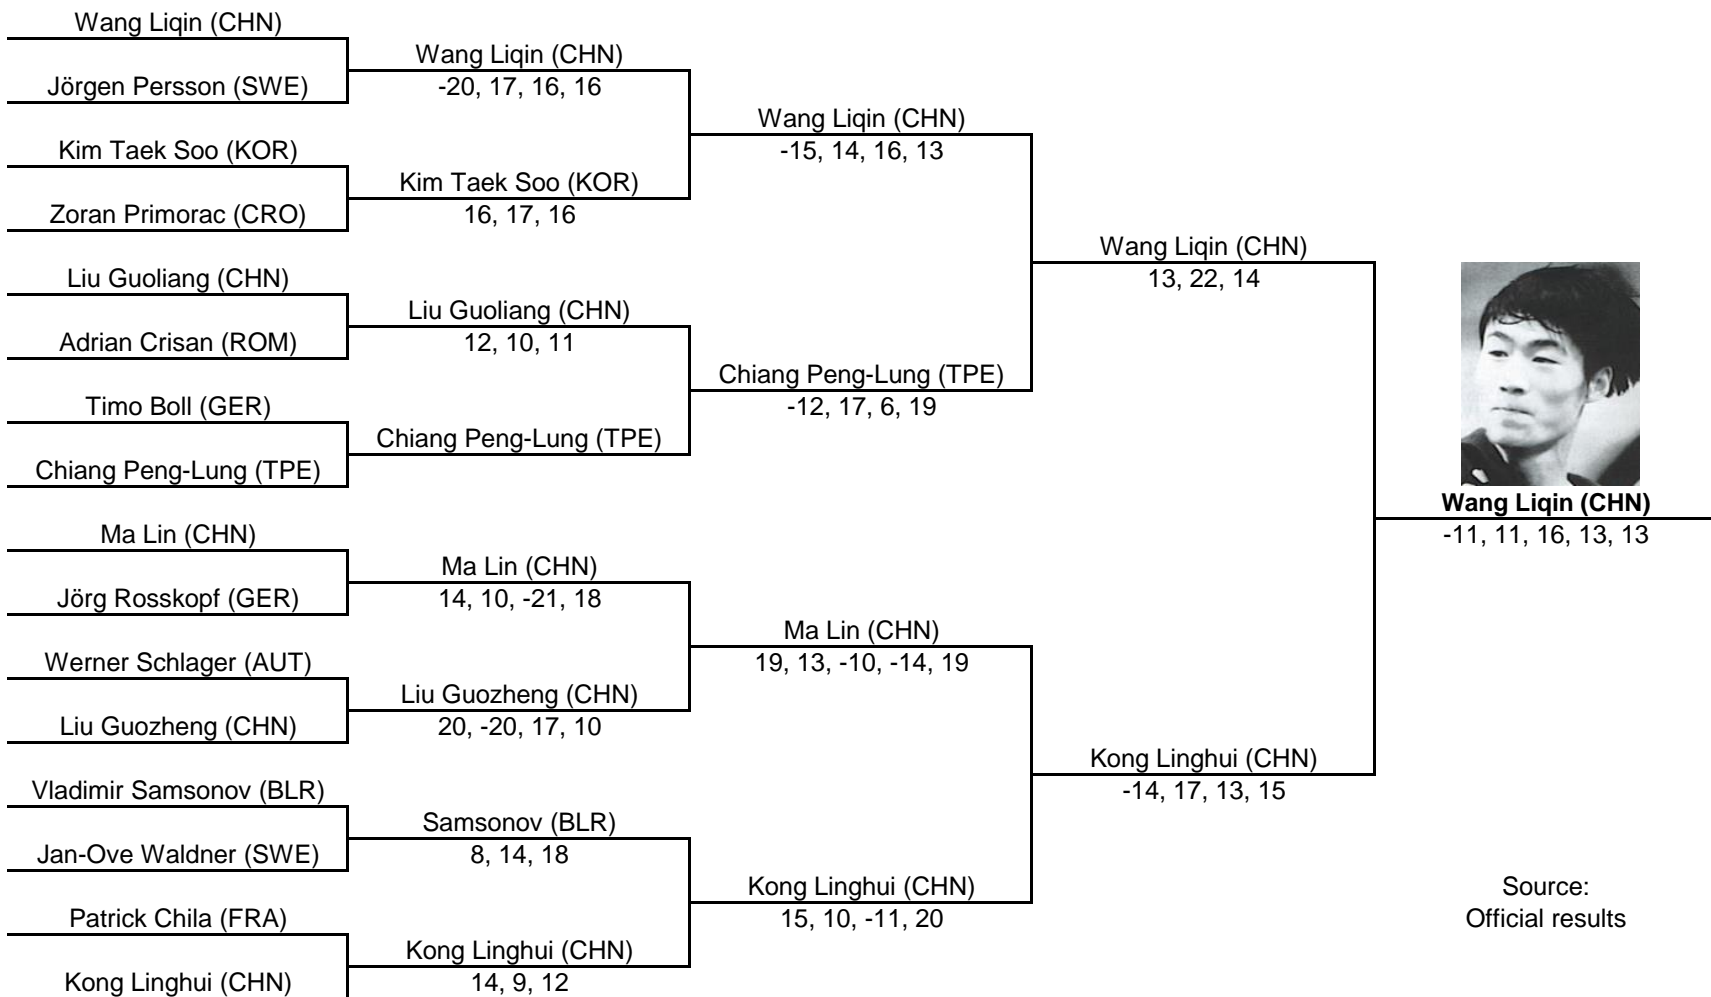 Wang Liqin (CHN)
Jörgen Persson (SWE)
Kim Taek Soo (KOR)
Zoran Primorac (CRO)
Liu Guoliang (CHN)
Adrian Crisan (ROM)
Timo Boll (GER)
Chiang Peng-Lung (TPE)
Ma Lin (CHN)
Jörg Rosskopf (GER)
Werner Schlager (AUT)
Liu Guozheng (CHN)
Vladimir Samsonov (BLR)
Jan-Ove Waldner (SWE)
Patrick Chila (FRA)
Kong Linghui (CHN)
Wang Liqin (CHN)
-20, 17, 16, 16
Kim Taek Soo (KOR)
16, 17, 16
Liu Guoliang (CHN)
12, 10, 11
Chiang Peng-Lung (TPE)
Ma Lin (CHN)
14, 10, -21, 18
Liu Guozheng (CHN)
20, -20, 17, 10
Samsonov (BLR)
8, 14, 18
Kong Linghui (CHN)
14, 9, 12
Wang Liqin (CHN)
-15, 14, 16, 13
Chiang Peng-Lung (TPE)
-12, 17, 6, 19
Ma Lin (CHN)
19, 13, -10, -14, 19
Kong Linghui (CHN)
15, 10, -11, 20
Wang Liqin (CHN)
13, 22, 14
Kong Linghui (CHN)
-14, 17, 13, 15
Wang Liqin (CHN)
-11, 11, 16, 13, 13
Source:
Official results